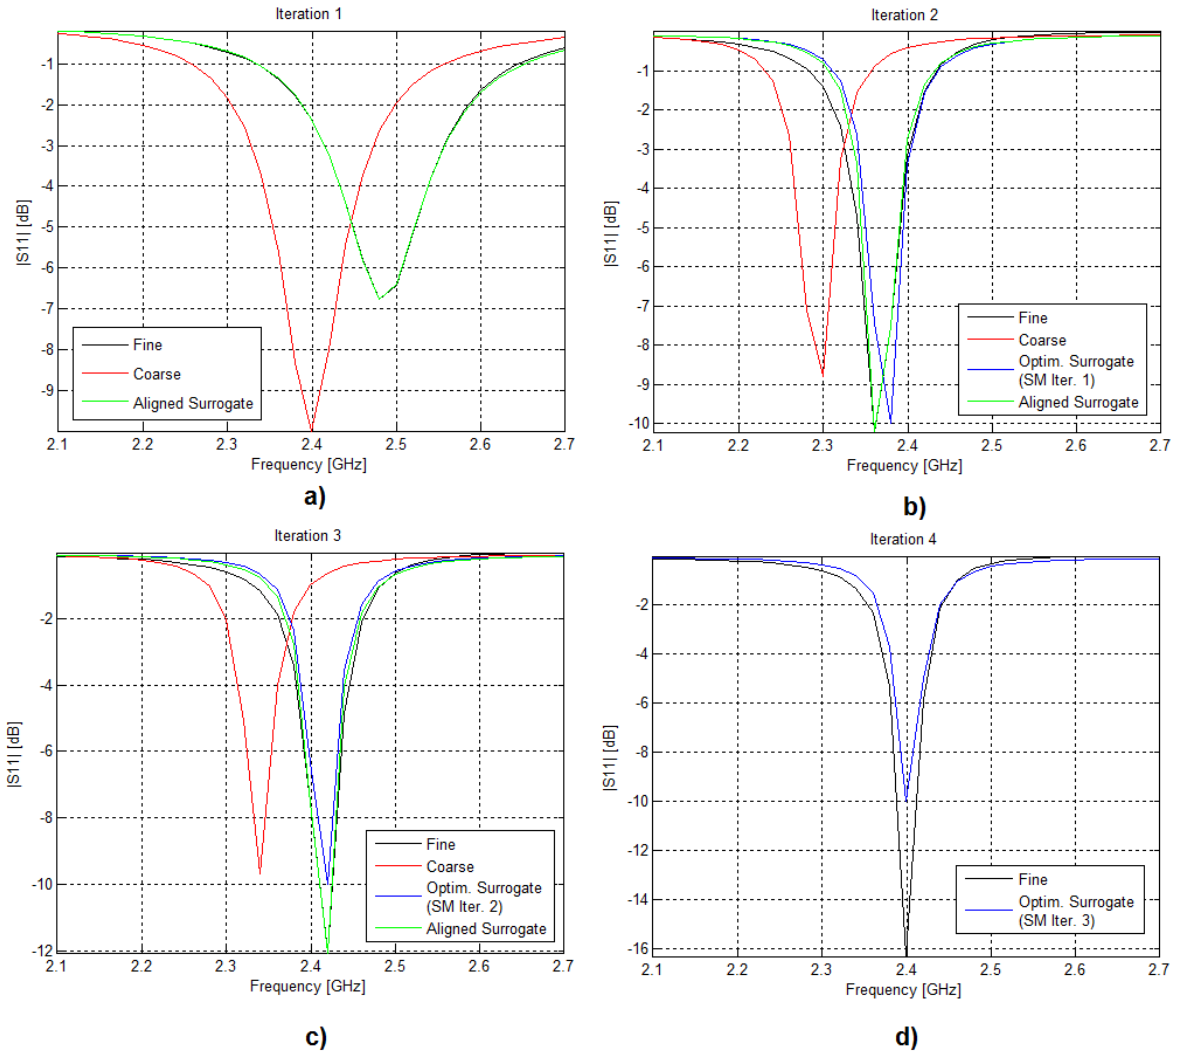 Iteration 1
|S11| [dB]
-1
-2
-3
-4
-5
-6
-7
-8
-9
Fine
Coarse
Aligned Surrogate
2.1 2.2 2.3 2.4 2.5 2.6 2.7
Frequency [GHz]
a)
Iteration 2
|S11| [dB]
-1
-2
-3
-4
-5
-6
-7
-8
-9
-10
Fine
Coarse
Optim. Surrogate
(SM Iter. 1)
Aligned Surrogate
2.1 2.2 2.3 2.4 2.5 2.6 2.7
Frequency [GHz]
b)
Iteration 3
|S11| [dB]
-2
-4
-6
-8
-10
-12
Fine
Coarse
Optim. Surrogate
(SM Iter. 2)
Aligned Surrogate
2.1 2.2 2.3 2.4 2.5 2.6 2.7
Frequency [GHz]
c)
Iteration 4
|S11| [dB]
-2
-4
-6
-8
-10
-12
-14
-16
Fine
Optim. Surrogate
(SM Iter. 3)
2.1 2.2 2.3 2.4 2.5 2.6 2.7
Frequency [GHz]
d)